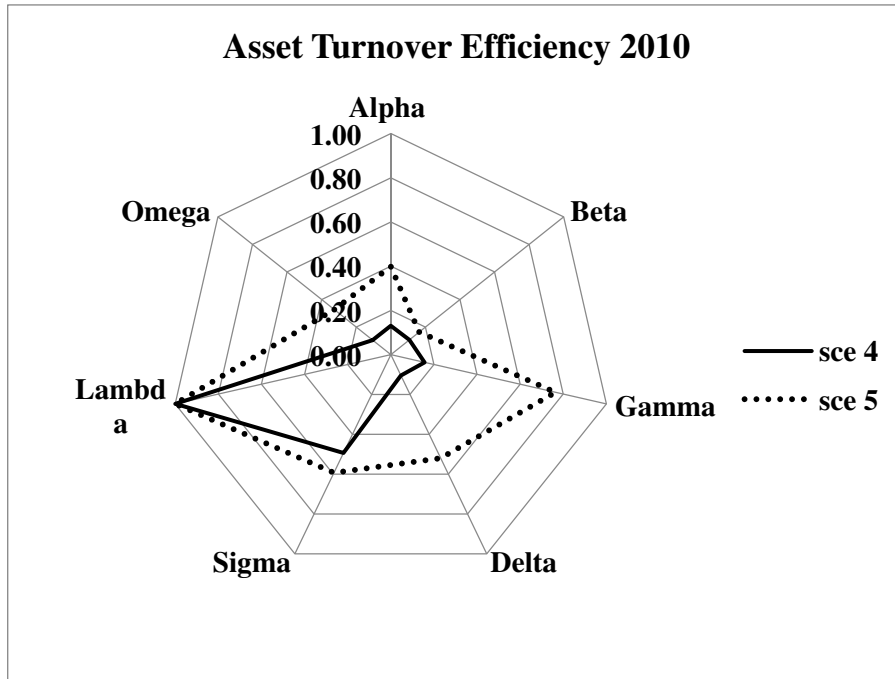 Asset Turnover Efficiency 2010
Alpha
1.00
0.80
0.60
0.40
0.20
0.00
Omega
Beta
Lambd
a
Gamma
Sigma
Delta
sce 4
sce 5